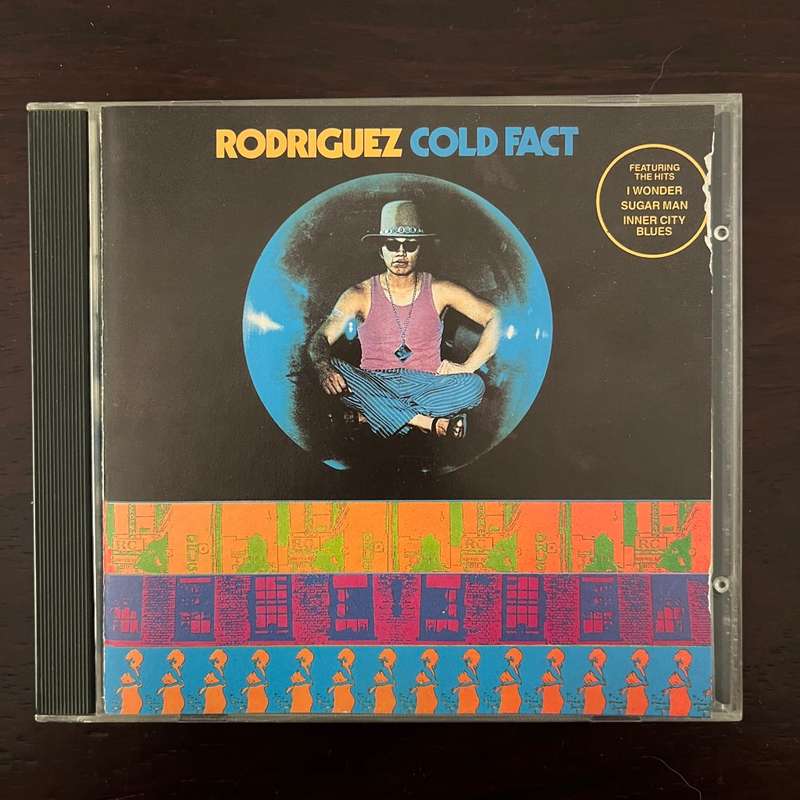 RODRIGUEZ COLD FACT
FEATURING
THE HITS
I WONDER
SUGAR MAN
INNER CITY
BLUES